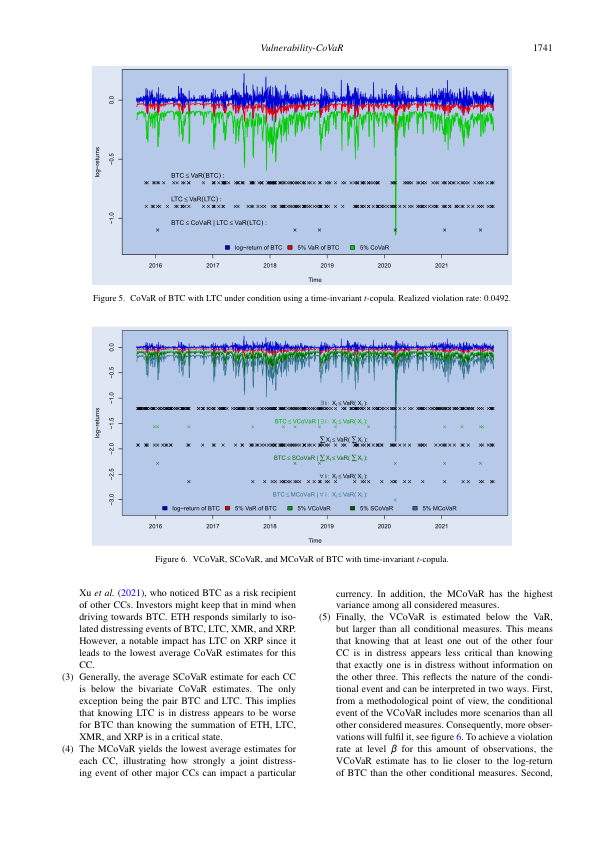 Vulnerability-CoVaR
1741
0.0
−0.5
−1.0
log−returns
BTC ≤ VaR(BTC) :
LTC ≤ VaR(LTC) :
BTC ≤ CoVaR | LTC ≤ VaR(LTC) :
log−return of BTC 5% VaR of BTC 5% CoVaR
2016 2017 2018 2019 2020 2021
Time
Figure 5. CoVaR of BTC with LTC under condition using a time-invariant t-copula. Realized violation rate: 0.0492.
0.0
−0.5
−1.0
−1.5
−2.0
−2.5
−3.0
log−returns
∃ i : Xᵢ ≤ VaR( Xᵢ ):
BTC ≤ VCoVaR | ∃ i : Xᵢ ≤ VaR( Xᵢ ):
∑ Xᵢ ≤ VaR( ∑ Xᵢ ):
BTC ≤ SCoVaR | ∑ Xᵢ ≤ VaR( ∑ Xᵢ ):
∀ i : Xᵢ ≤ VaR( Xᵢ ):
BTC ≤ MCoVaR | ∀ i : Xᵢ ≤ VaR( Xᵢ ):
log−return of BTC 5% VaR of BTC 5% VCoVaR 5% SCoVaR 5% MCoVaR
2016 2017 2018 2019 2020 2021
Time
Figure 6. VCoVaR, SCoVaR, and MCoVaR of BTC with time-invariant t-copula.
Xu et al. (2021), who noticed BTC as a risk recipient
of other CCs. Investors might keep that in mind when
driving towards BTC. ETH responds similarly to iso-
lated distressing events of BTC, LTC, XMR, and XRP.
However, a notable impact has LTC on XRP since it
leads to the lowest average CoVaR estimates for this
CC.
(3) Generally, the average SCoVaR estimate for each CC
is below the bivariate CoVaR estimates. The only
exception being the pair BTC and LTC. This implies
that knowing LTC is in distress appears to be worse
for BTC than knowing the summation of ETH, LTC,
XMR, and XRP is in a critical state.
(4) The MCoVaR yields the lowest average estimates for
each CC, illustrating how strongly a joint distress-
ing event of other major CCs can impact a particular
currency. In addition, the MCoVaR has the highest
variance among all considered measures.
(5) Finally, the VCoVaR is estimated below the VaR,
but larger than all conditional measures. This means
that knowing that at least one out of the other four
CC is in distress appears less critical than knowing
that exactly one is in distress without information on
the other three. This reflects the nature of the condi-
tional event and can be interpreted in two ways. First,
from a methodological point of view, the conditional
event of the VCoVaR includes more scenarios than all
other considered measures. Consequently, more obser-
vations will fulfil it, see figure 6. To achieve a violation
rate at level β for this amount of observations, the
VCoVaR estimate has to lie closer to the log-return
of BTC than the other conditional measures. Second,